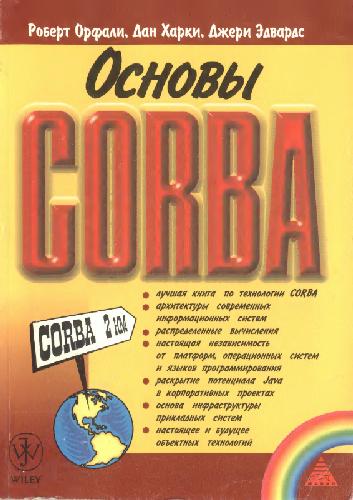 Роберт Орфали, Дан Харки, Джери Эдвардс
Основы
CORBA
лучшая книга по технологии CORBA
архитектуры современных
информационных систем
распределенные вычисления
настоящая независимость
от платформ, операционных систем
и языков программирования
раскрытие потенциала Java
в корпоративных проектах
основа инфраструктуры
прикладных систем
настоящее и будущее
объектных технологий
CORBA 2 км
WILEY